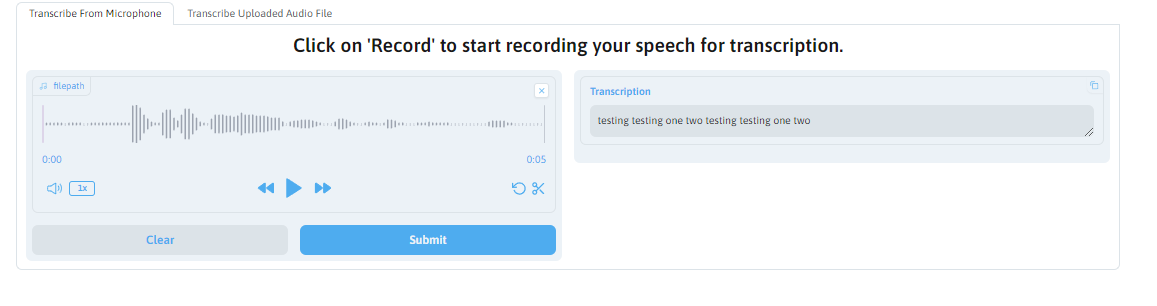 Transcribe From Microphone
Transcribe Uploaded Audio File
Click on 'Record' to start recording your speech for transcription.
filepath
0:00
0:05
1x
Clear
Submit
Transcription
testing testing one two testing testing one two